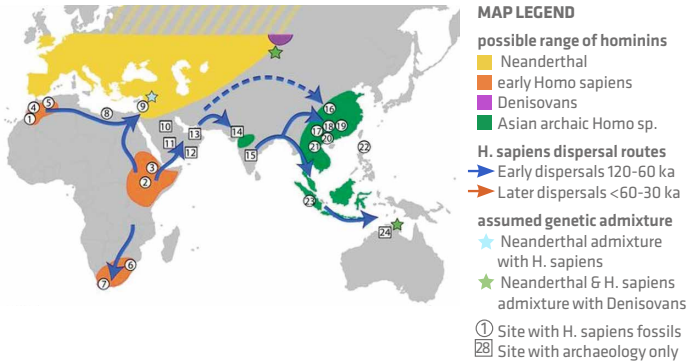 MAP LEGEND
possible range of hominins
Neanderthal
early Homo sapiens
Denisovans
Asian archaic Homo sp.
H. sapiens dispersal routes
Early dispersals 120-60 ka
Later dispersals <60-30 ka
assumed genetic admixture
Neanderthal admixture
with H. sapiens
Neanderthal & H. sapiens
admixture with Denisovans
1 Site with H. sapiens fossils
28 Site with archaeology only
4
5
1
8
9
10
11
12
13
14
15
16
17
18
19
20
21
22
3
2
23
24
6
7